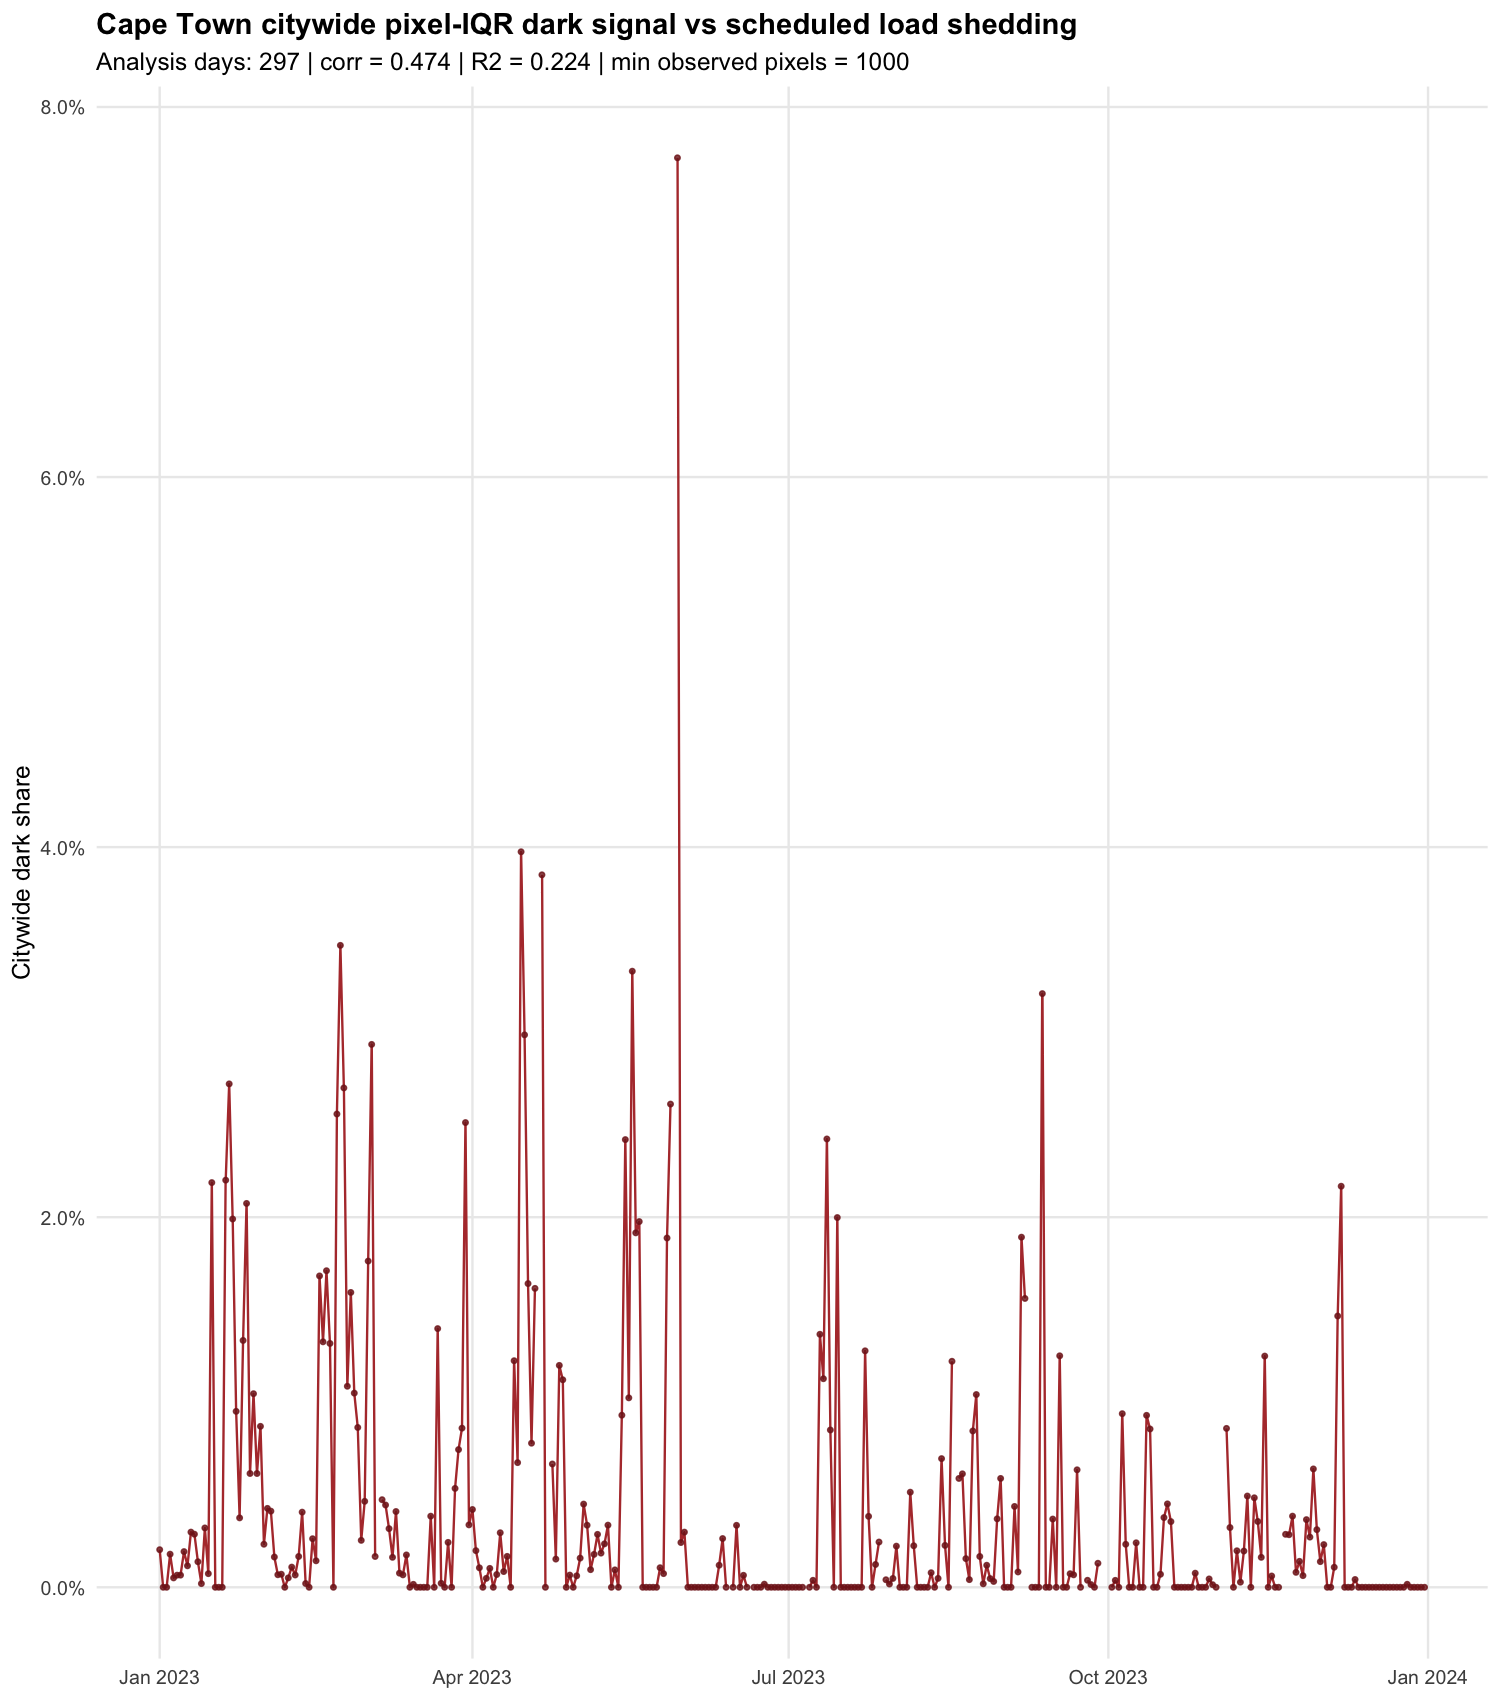 Cape Town citywide pixel-IQR dark signal vs scheduled load shedding
Analysis days: 297 | corr = 0.474 | R2 = 0.224 | min observed pixels = 1000
Citywide dark share
8.0%
6.0%
4.0%
2.0%
0.0%
Jan 2023
Apr 2023
Jul 2023
Oct 2023
Jan 2024